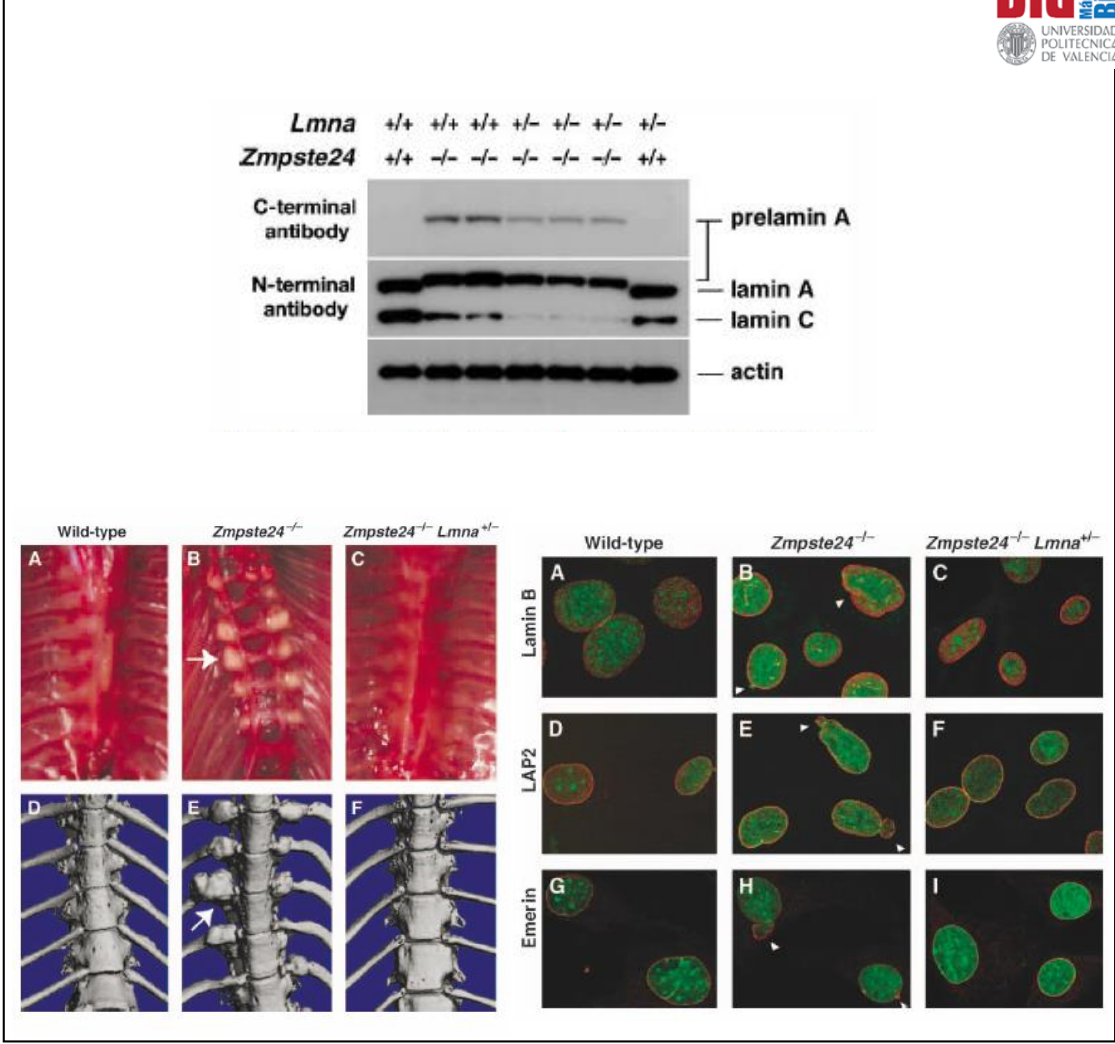 UNIVERSIDAD
POLITECNICA
DE VALENCIA
Lmna +/+ +/+ +/+ +/– +/– +/– +/–
Zmpste24 +/+ –/– –/– –/– –/– –/– +/+
C-terminal
antibody
prelamin A
N-terminal
antibody
lamin A
lamin C
actin
Wild-type Zmpste24–/– Zmpste24–/– Lmna+/–
A B C
D E F
Wild-type Zmpste24–/– Zmpste24–/– Lmna+/–
Lamin B
A B C
LAP2
D E F
Emerin
G H I